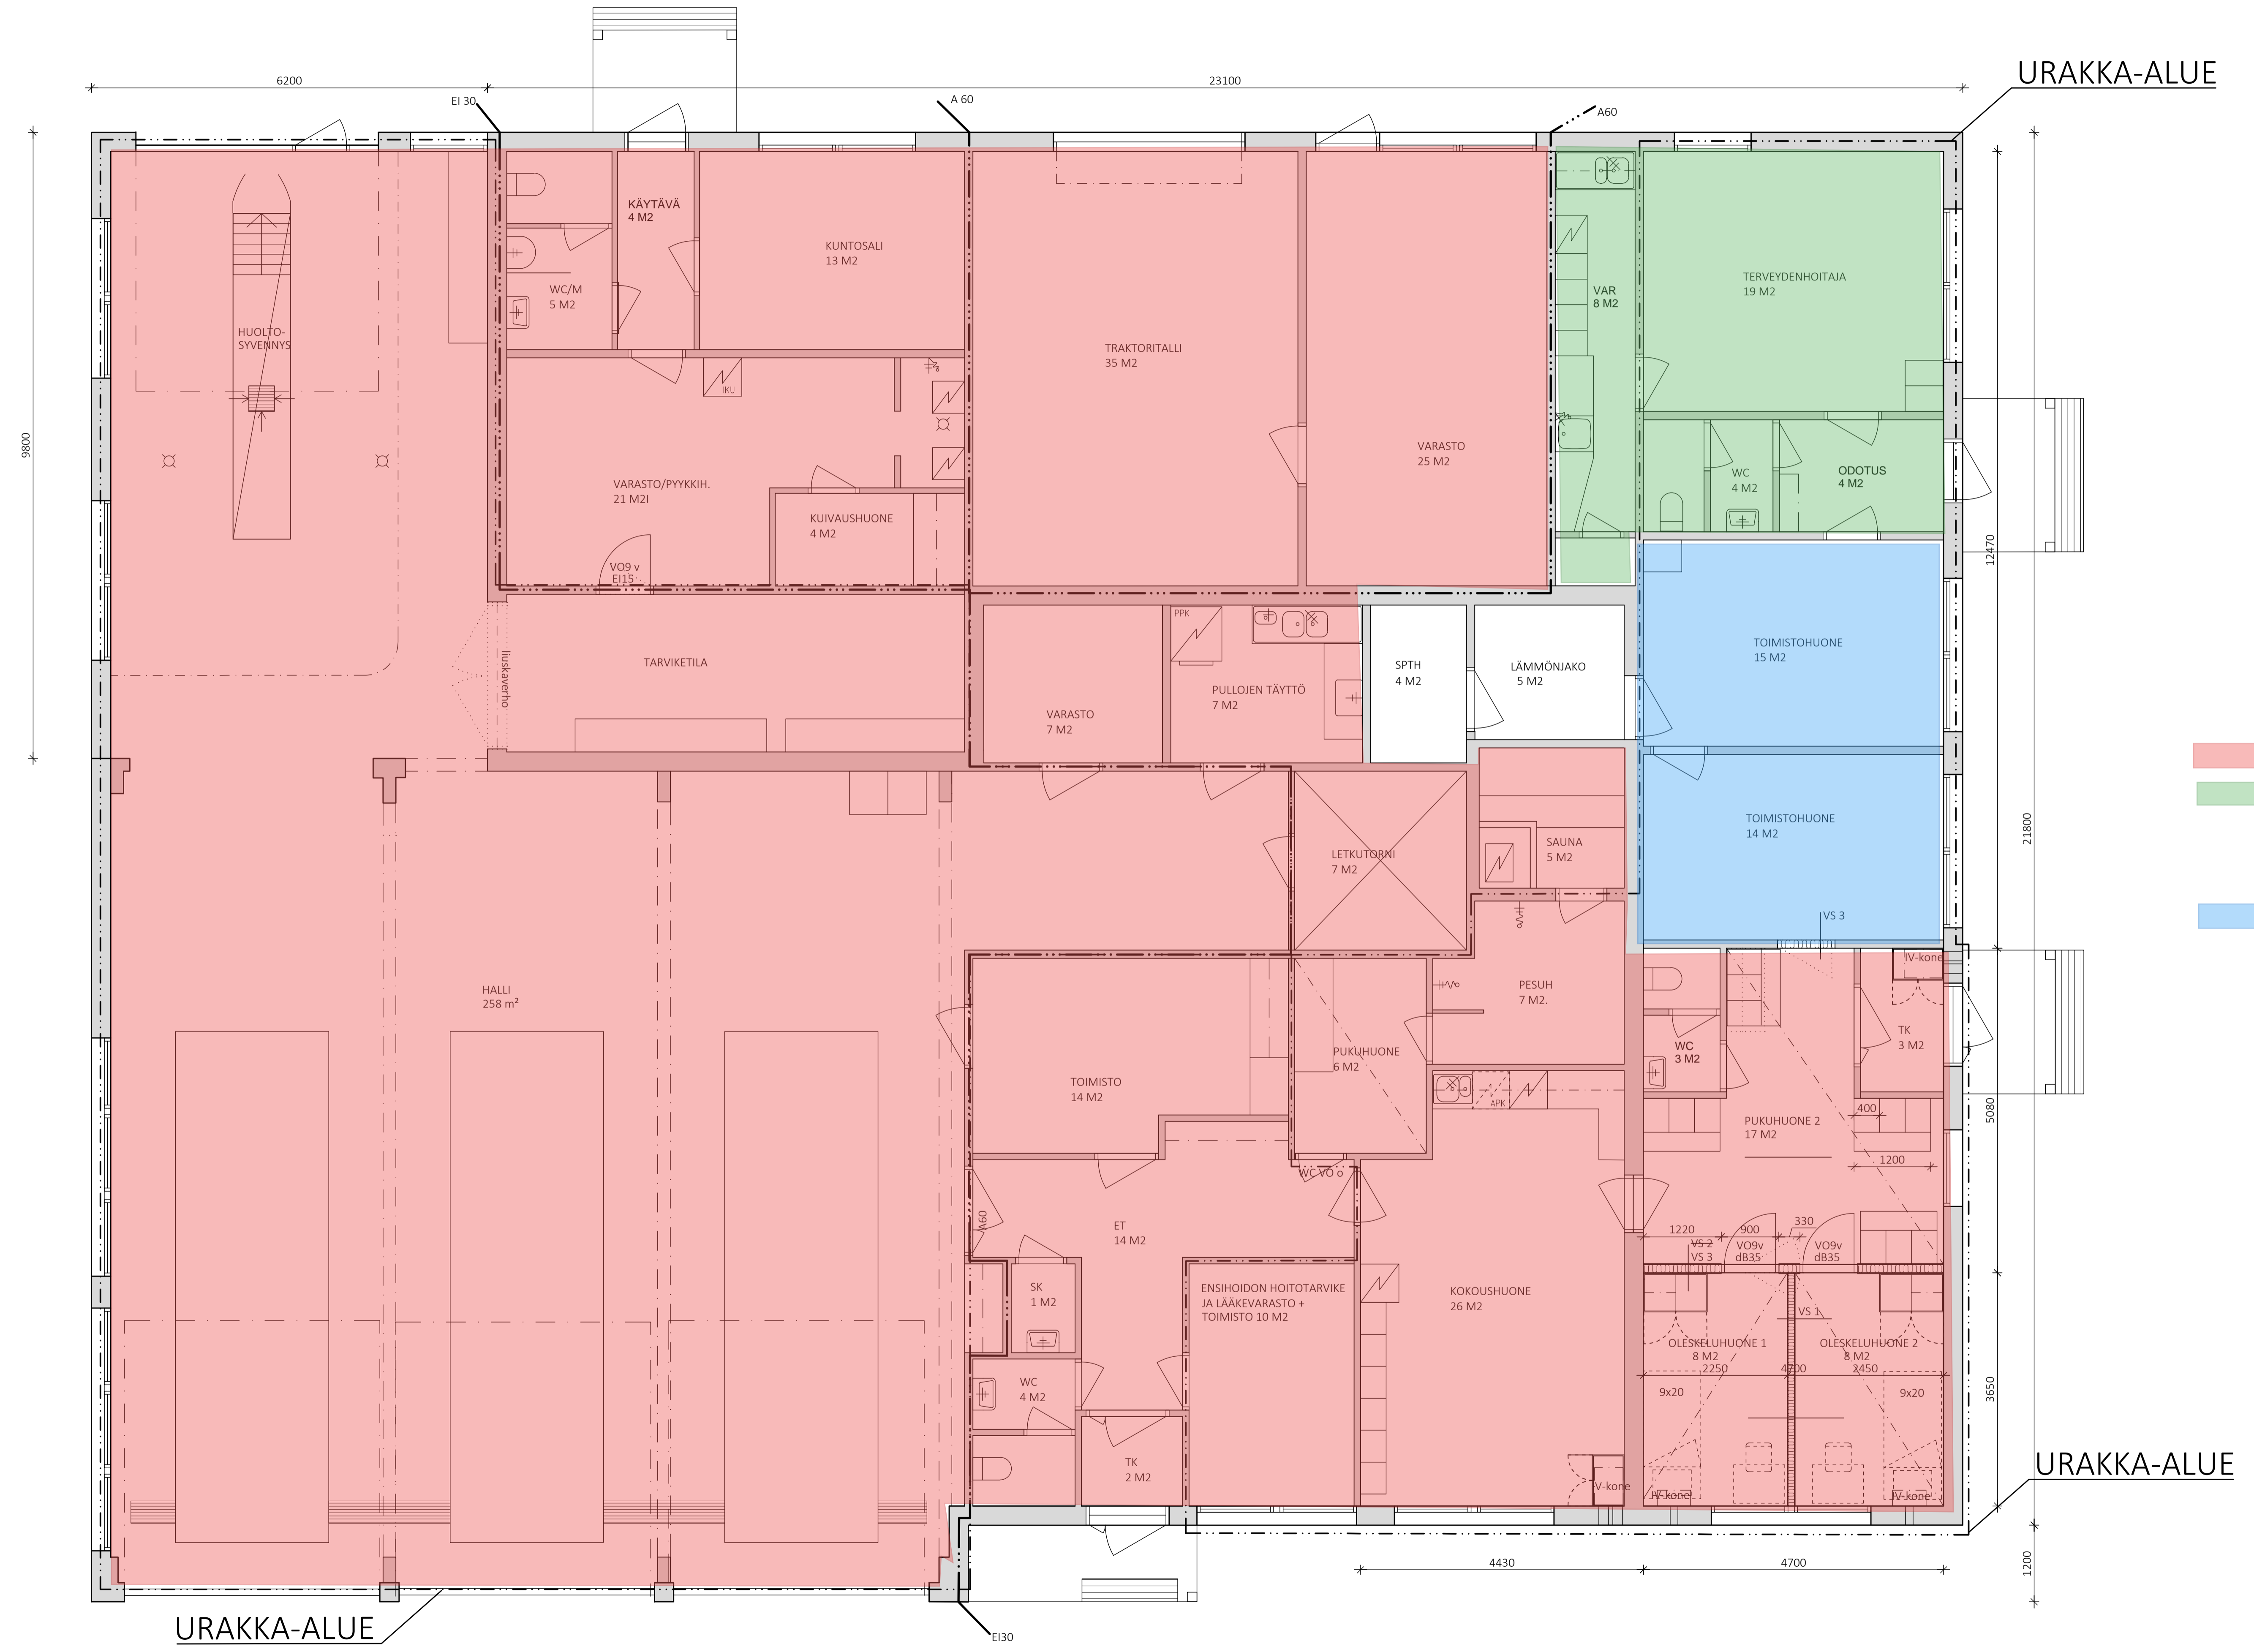 URAKKA-ALUE
6200
23100
EI 30
A 60
A60
KÄYTÄVÄ
4 M2
KUNTOSALI
13 M2
WC/M
5 M2
HUOLTO-
SYVENNYS
TRAKTORITALLI
35 M2
VAR
8 M2
TERVEYDENHOITAJA
19 M2
IKU
9800
VARASTO
25 M2
VARASTO/PYYKKIH.
21 M2I
KUIVAUSHUONE
4 M2
WC
4 M2
ODOTUS
4 M2
12470
VO9 v
EI15
liuskaverho
TARVIKETILA
PPK
VARASTO
7 M2
PULLOJEN TÄYTTÖ
7 M2
SPTH
4 M2
LÄMMÖNJAKO
5 M2
TOIMISTOHUONE
15 M2
TOIMISTOHUONE
14 M2
21800
LETKUTORNI
7 M2
SAUNA
5 M2
VS 3
IV-kone
HALLI
258 m²
PESUH
7 M2.
TK
3 M2
WC
3 M2
PUKUHUONE
6 M2
TOIMISTO
14 M2
APK
400
PUKUHUONE 2
17 M2
5080
1200
WC VO o
A60
ET
14 M2
1220
900
330
VS 2
VS 3
VO9v
dB35
VO9v
dB35
SK
1 M2
ENSIHOIDON HOITOTARVIKE
JA LÄÄKEVARASTO +
TOIMISTO 10 M2
KOKOUSHUONE
26 M2
VS 1
OLESKELUHUONE 1
8 M2
OLESKELUHUONE 2
8 M2
2250
4700
2450
9x20
9x20
3650
WC
4 M2
TK
2 M2
V-kone
IV-kone
IV-kone
URAKKA-ALUE
4430
4700
1200
URAKKA-ALUE
EI30